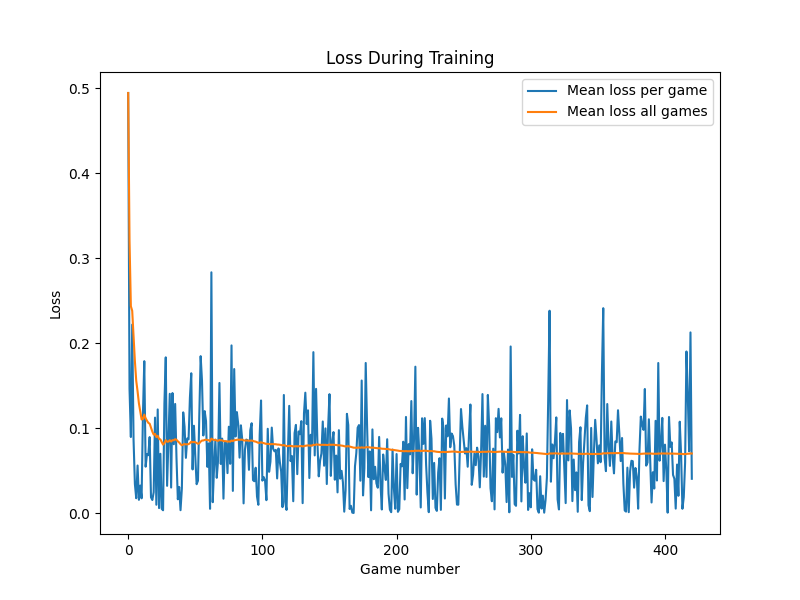 Loss During Training
Mean loss per game
Mean loss all games
0.5
0.4
0.3
0.2
0.1
0.0
Loss
0
100
200
300
400
Game number